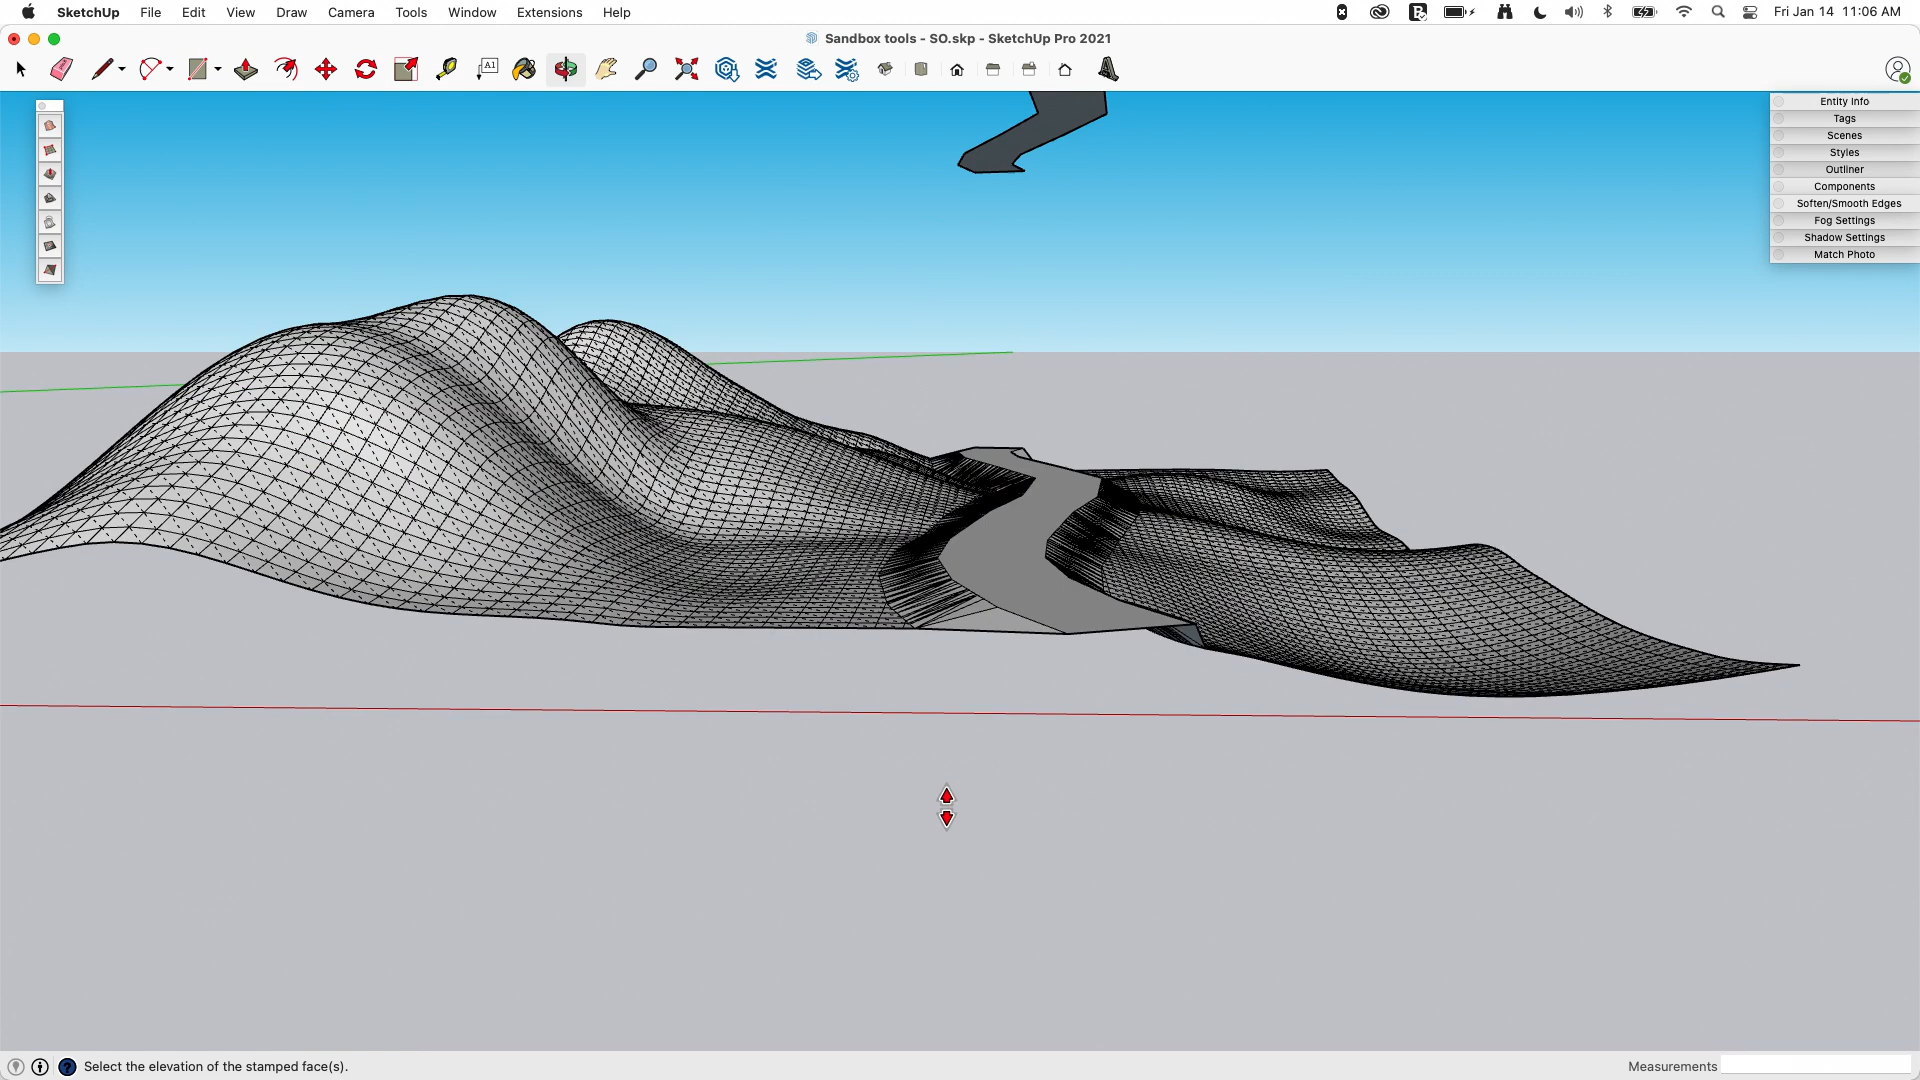 SketchUp File Edit View Draw Camera Tools Window Extensions Help Fri Jan 14 11:06 AM
Sandbox tools - SO.skp - SketchUp Pro 2021
A1
Entity Info
Tags
Scenes
Styles
Outliner
Components
Soften/Smooth Edges
Fog Settings
Shadow Settings
Match Photo
Select the elevation of the stamped face(s). Measurements